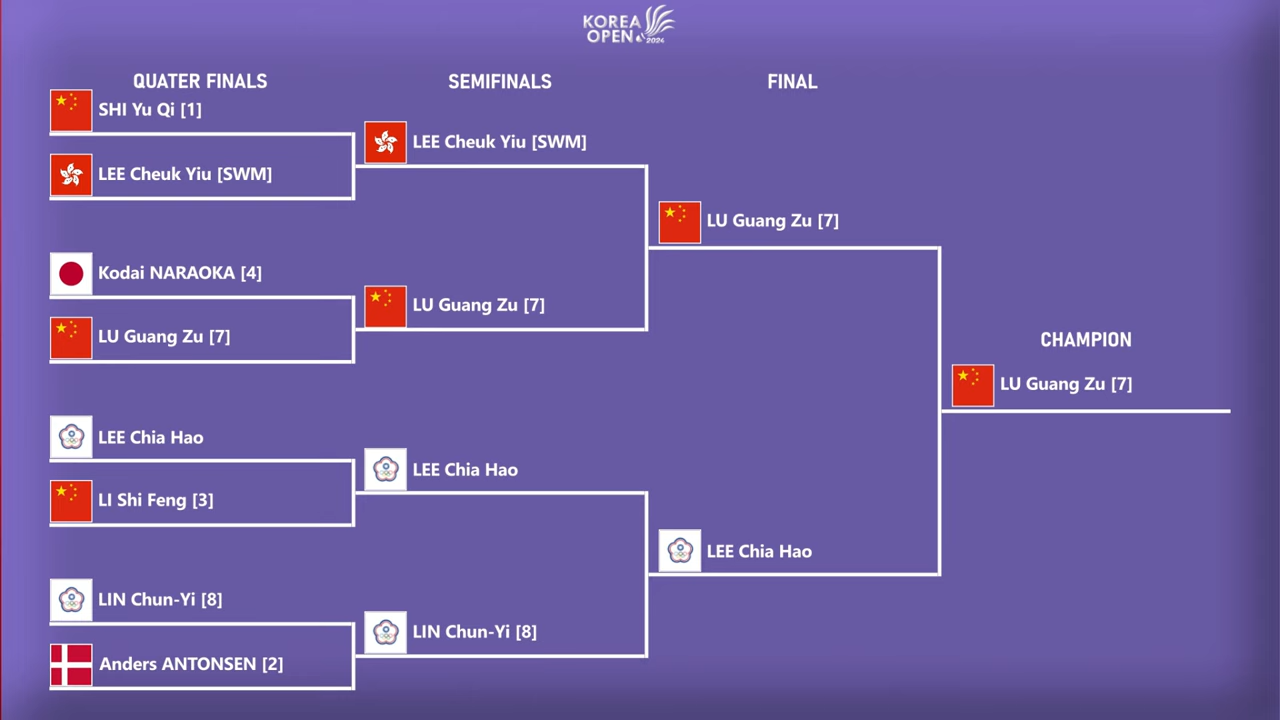 KOREA
OPEN 2024
QUATER FINALS
SEMIFINALS
FINAL
SHI Yu Qi [1]
LEE Cheuk Yiu [SWM]
Kodai NARAOKA [4]
LU Guang Zu [7]
LEE Chia Hao
LI Shi Feng [3]
LIN Chun-Yi [8]
Anders ANTONSEN [2]
LEE Cheuk Yiu [SWM]
LU Guang Zu [7]
LEE Chia Hao
LIN Chun-Yi [8]
LU Guang Zu [7]
LEE Chia Hao
CHAMPION
LU Guang Zu [7]